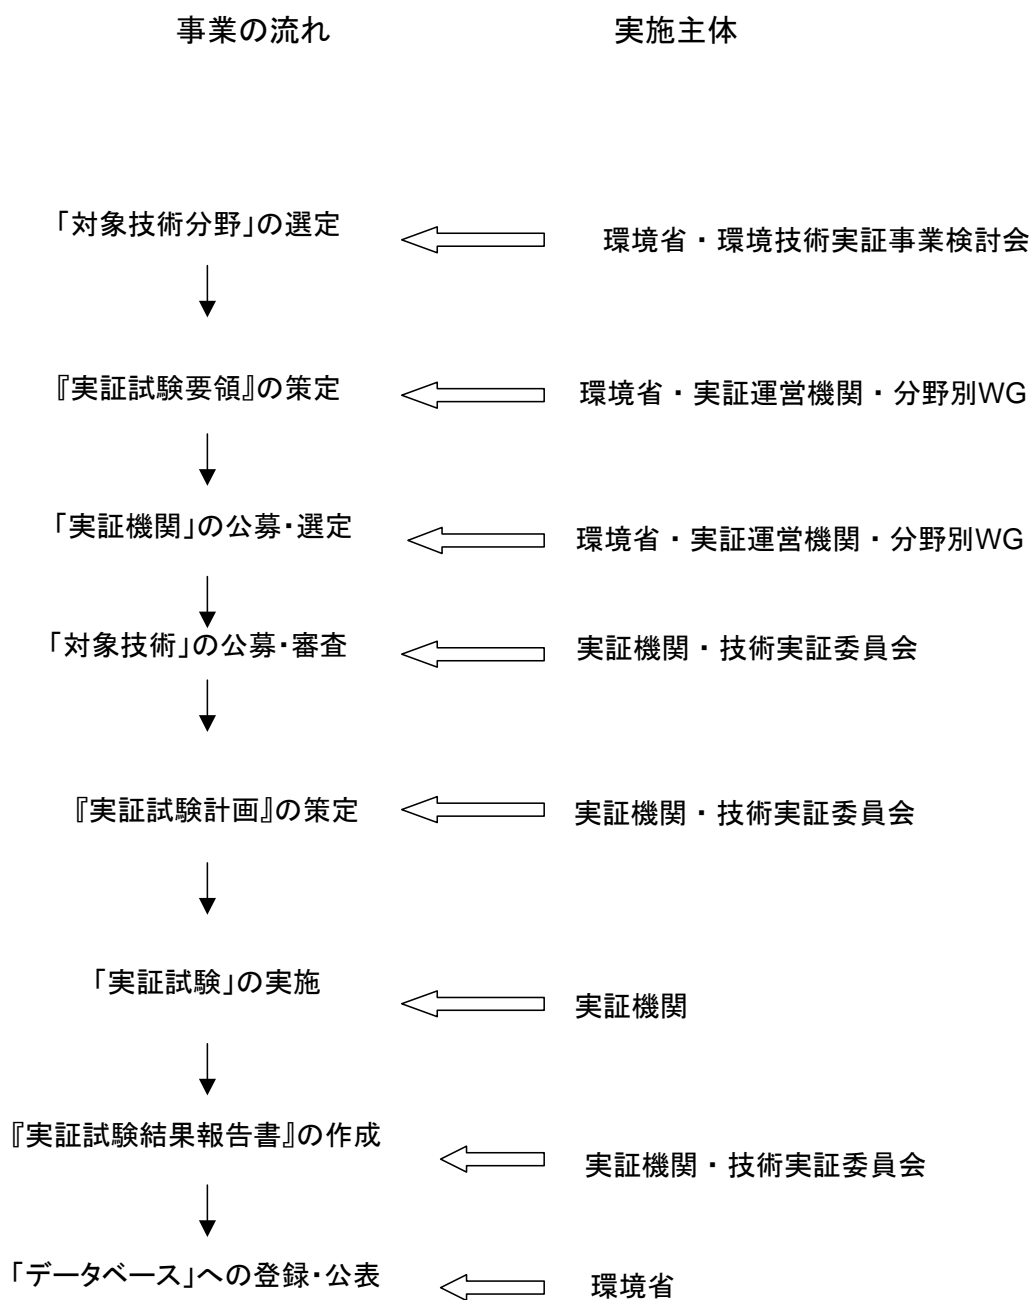 事業の流れ 実施主体
「対象技術分野」の選定 環境省・環境技術実証事業検討会
『実証試験要領』の策定 環境省・実証運営機関・分野別WG
「実証機関」の公募・選定 環境省・実証運営機関・分野別WG
「対象技術」の公募・審査 実証機関・技術実証委員会
『実証試験計画』の策定 実証機関・技術実証委員会
「実証試験」の実施 実証機関
『実証試験結果報告書』の作成 実証機関・技術実証委員会
「データベース」への登録・公表 環境省